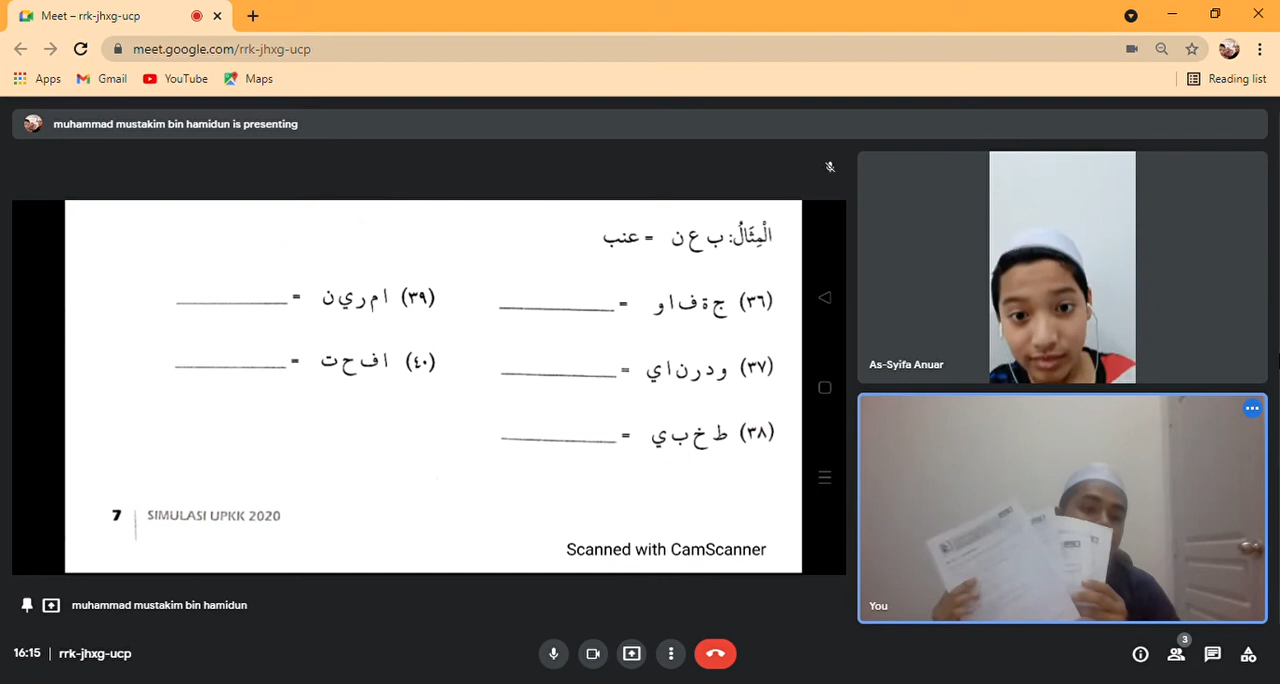 Meet – rrk-jhxg-ucp
meet.google.com/rrk-jhxg-ucp
Apps
Gmail
YouTube
Maps
Reading list
muhammad mustakim bin hamidun is presenting
الْمِثَالُ: ب ع ن = عنب
(٣٦) ج ة ف ا و = ________
(٣٩) ا م ر ي ن = ________
(٣٧) و د ر ن ا ي = ________
(٤٠) ا ف ح ت = ________
(٣٨) ط خ ب ي = ________
7 | SIMULASI UPKK 2020
Scanned with CamScanner
As-Syifa Anuar
You
muhammad mustakim bin hamidun
16:15 | rrk-jhxg-ucp
3